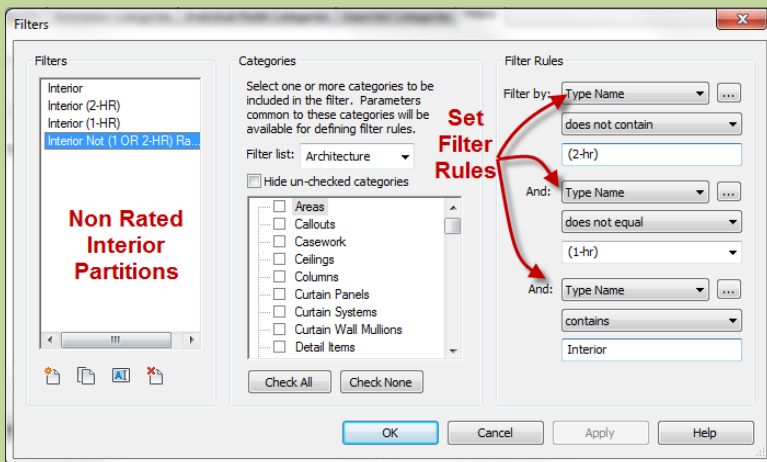 Filters
Filters
Interior
Interior (2-HR)
Interior (1-HR)
Interior Not (1 OR 2-HR) Ra...
Non Rated
Interior
Partitions
Categories
Select one or more categories to be
included in the filter. Parameters
common to these categories will be
available for defining filter rules.
Filter list: Architecture
Hide un-checked categories
Areas
Callouts
Casework
Ceilings
Columns
Curtain Panels
Curtain Systems
Curtain Wall Mullions
Detail Items
Check All
Check None
Set
Filter
Rules
Filter Rules
Filter by: Type Name ...
does not contain
(2-hr)
And: Type Name ...
does not equal
(1-hr)
And: Type Name ...
contains
Interior
OK
Cancel
Apply
Help